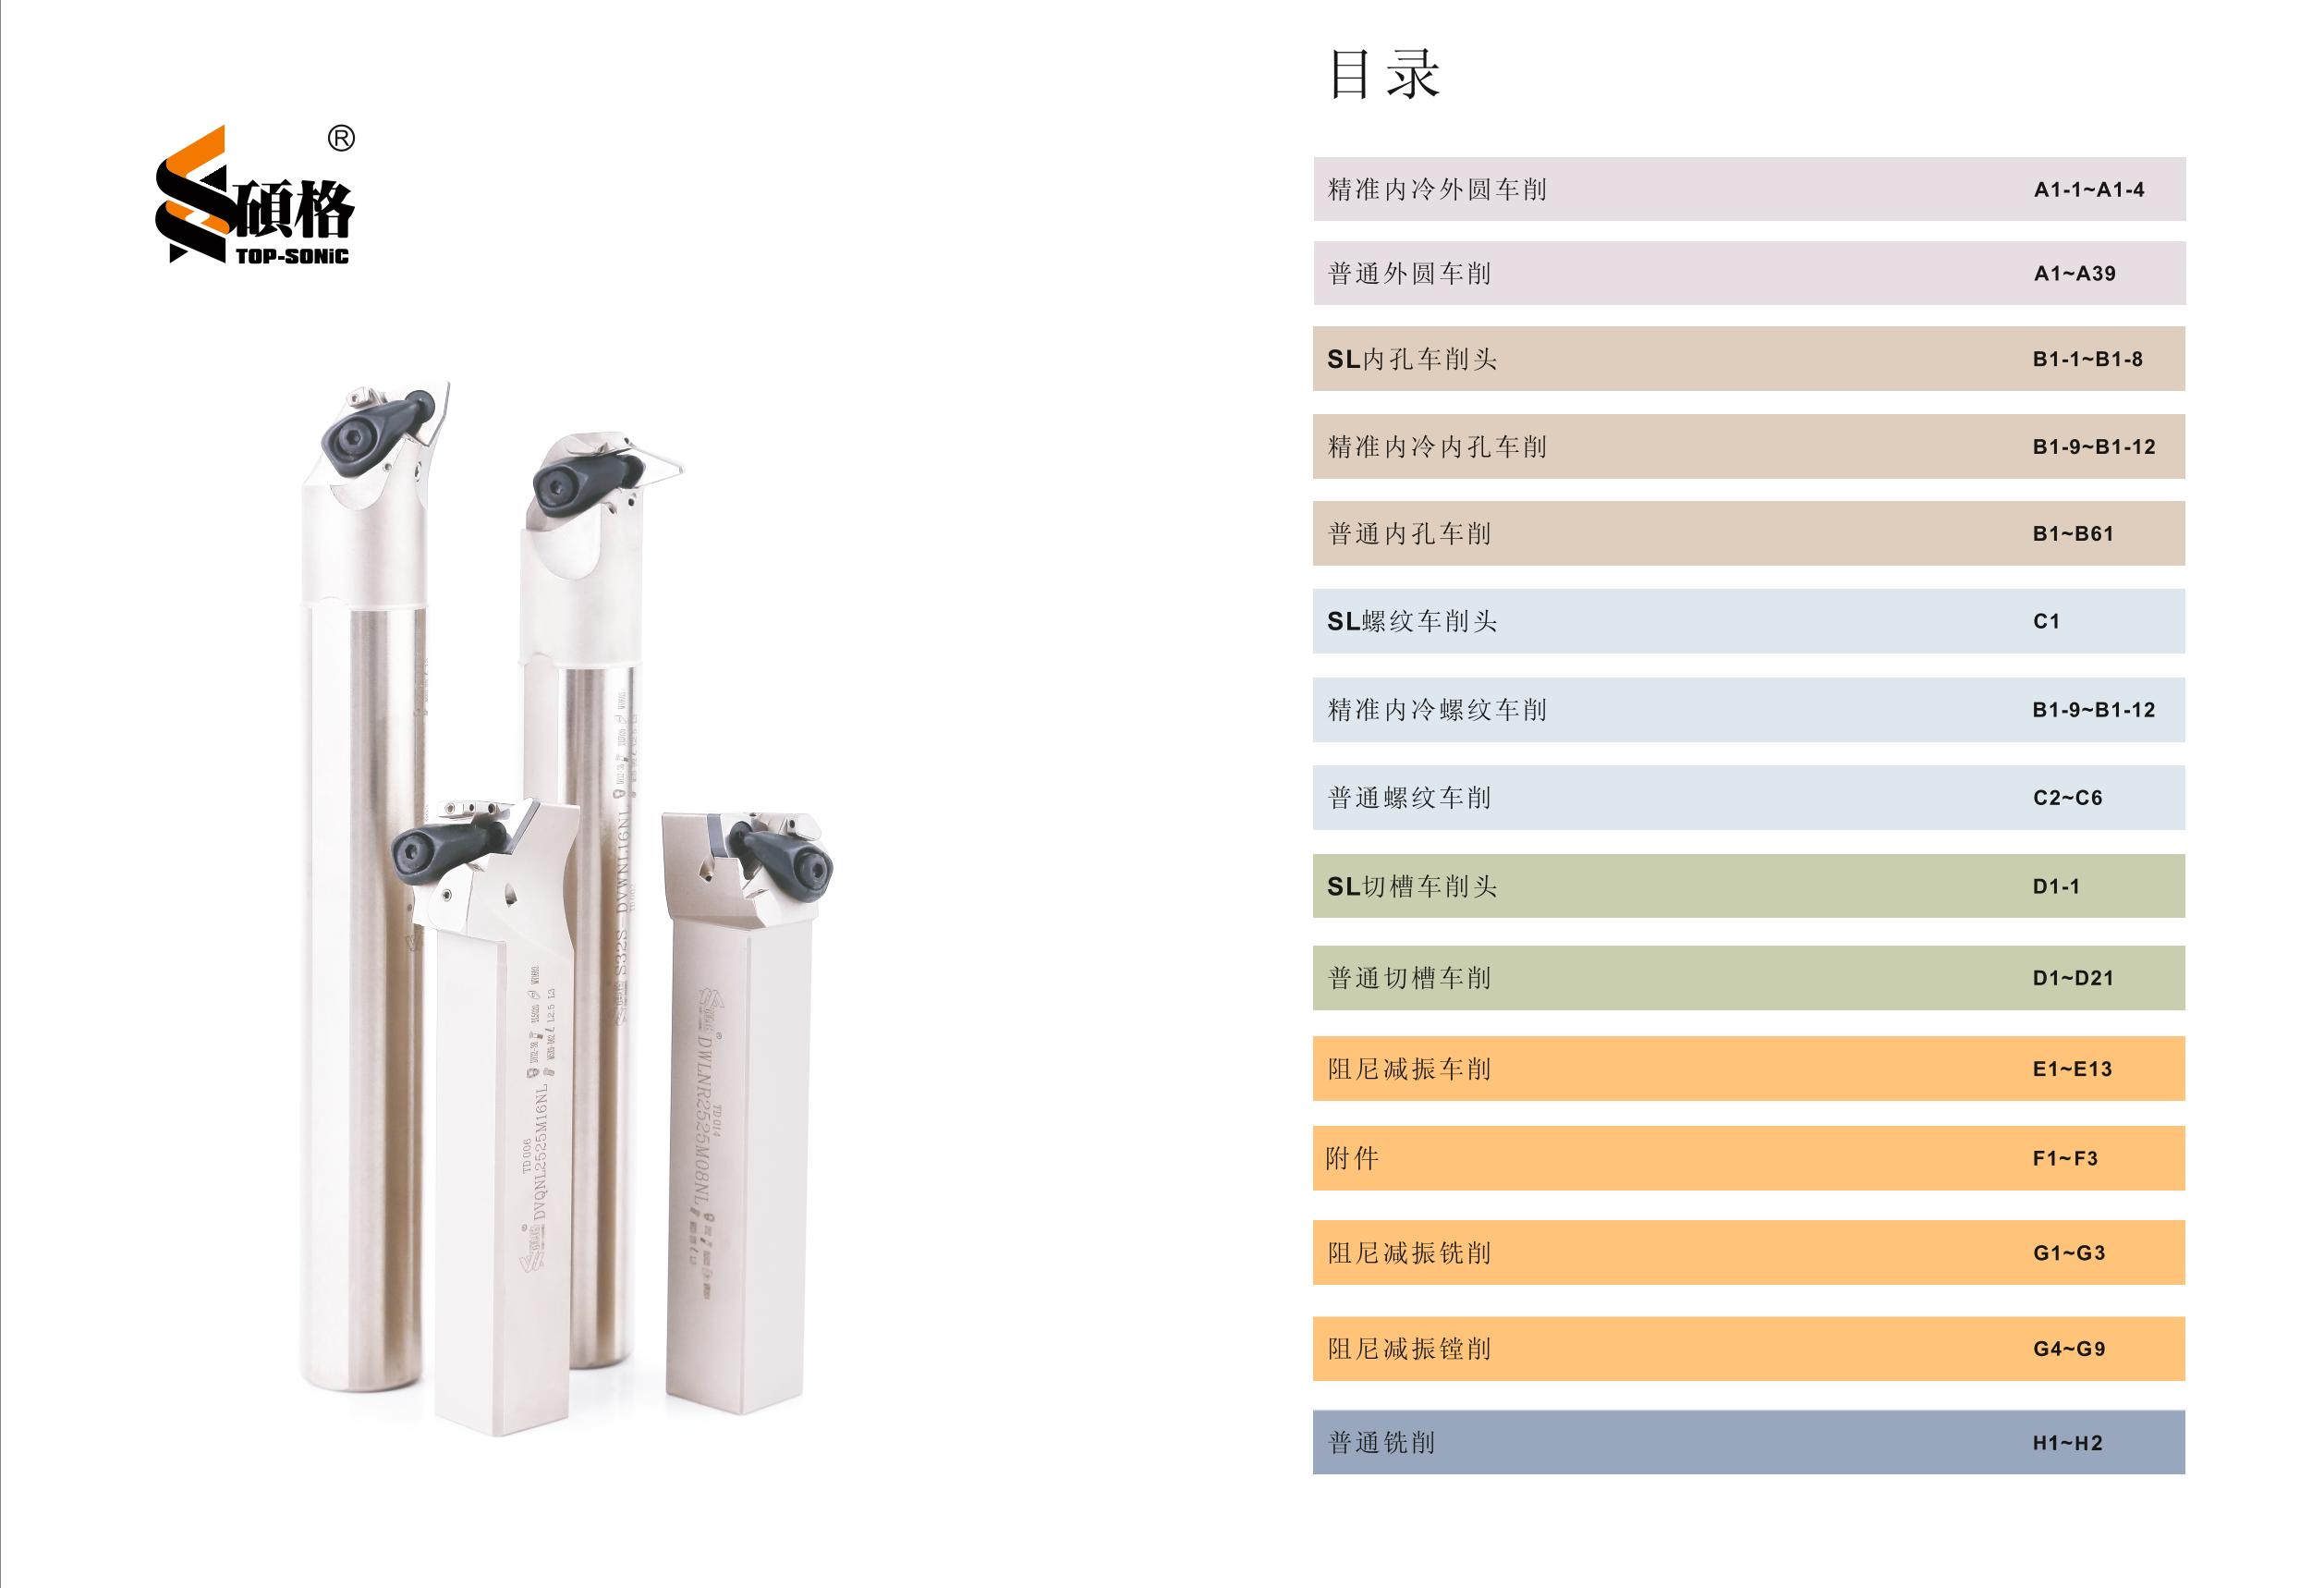 碩格
®
TOP-SONiC
S32S DVWNL16NL
TD006
DVQNL2525M16NL
TD014
DWLNR2525M08NL
目录
精准内冷外圆车削 A1-1~A1-4
普通外圆车削 A1~A39
SL内孔车削头 B1-1~B1-8
精准内冷内孔车削 B1-9~B1-12
普通内孔车削 B1~B61
SL螺纹车削头 C1
精准内冷螺纹车削 B1-9~B1-12
普通螺纹车削 C2~C6
SL切槽车削头 D1-1
普通切槽车削 D1~D21
阻尼减振车削 E1~E13
附件 F1~F3
阻尼减振铣削 G1~G3
阻尼减振镗削 G4~G9
普通铣削 H1~H2